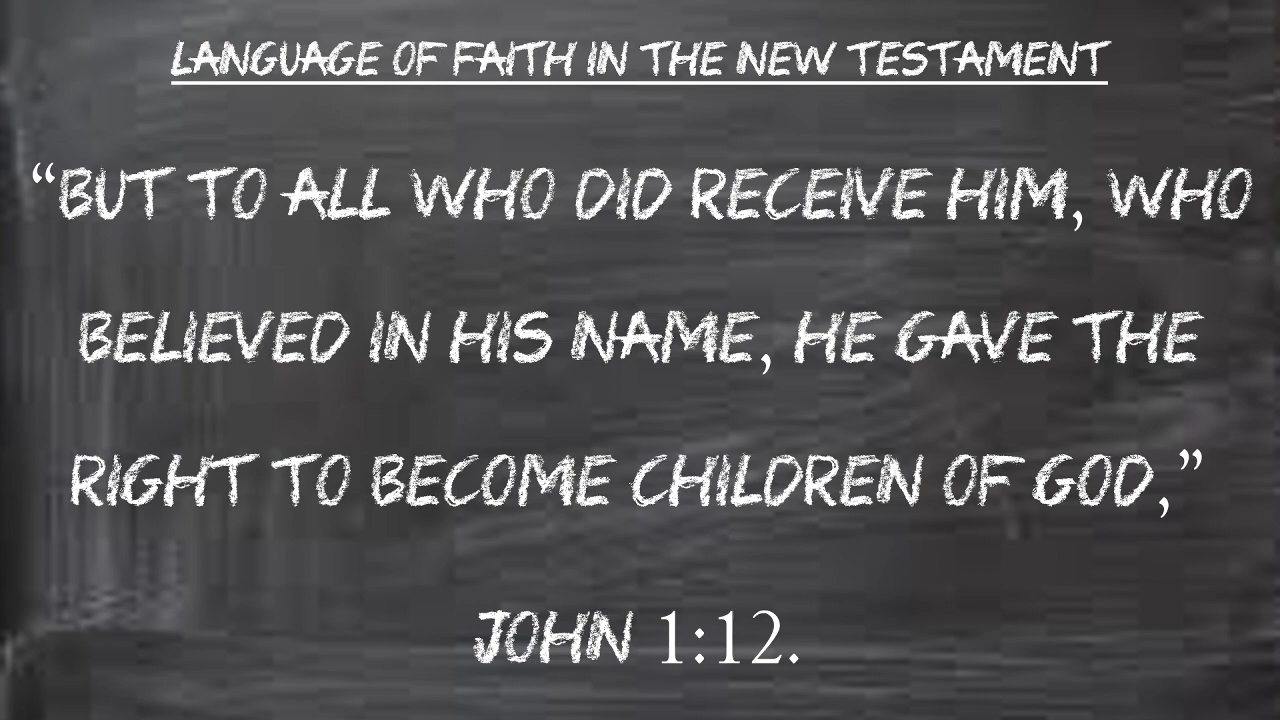 LANGUAGE OF FAITH IN THE NEW TESTAMENT
“BUT TO ALL WHO DID RECEIVE HIM, WHO
BELIEVED IN HIS NAME, HE GAVE THE
RIGHT TO BECOME CHILDREN OF GOD,”
JOHN 1:12.